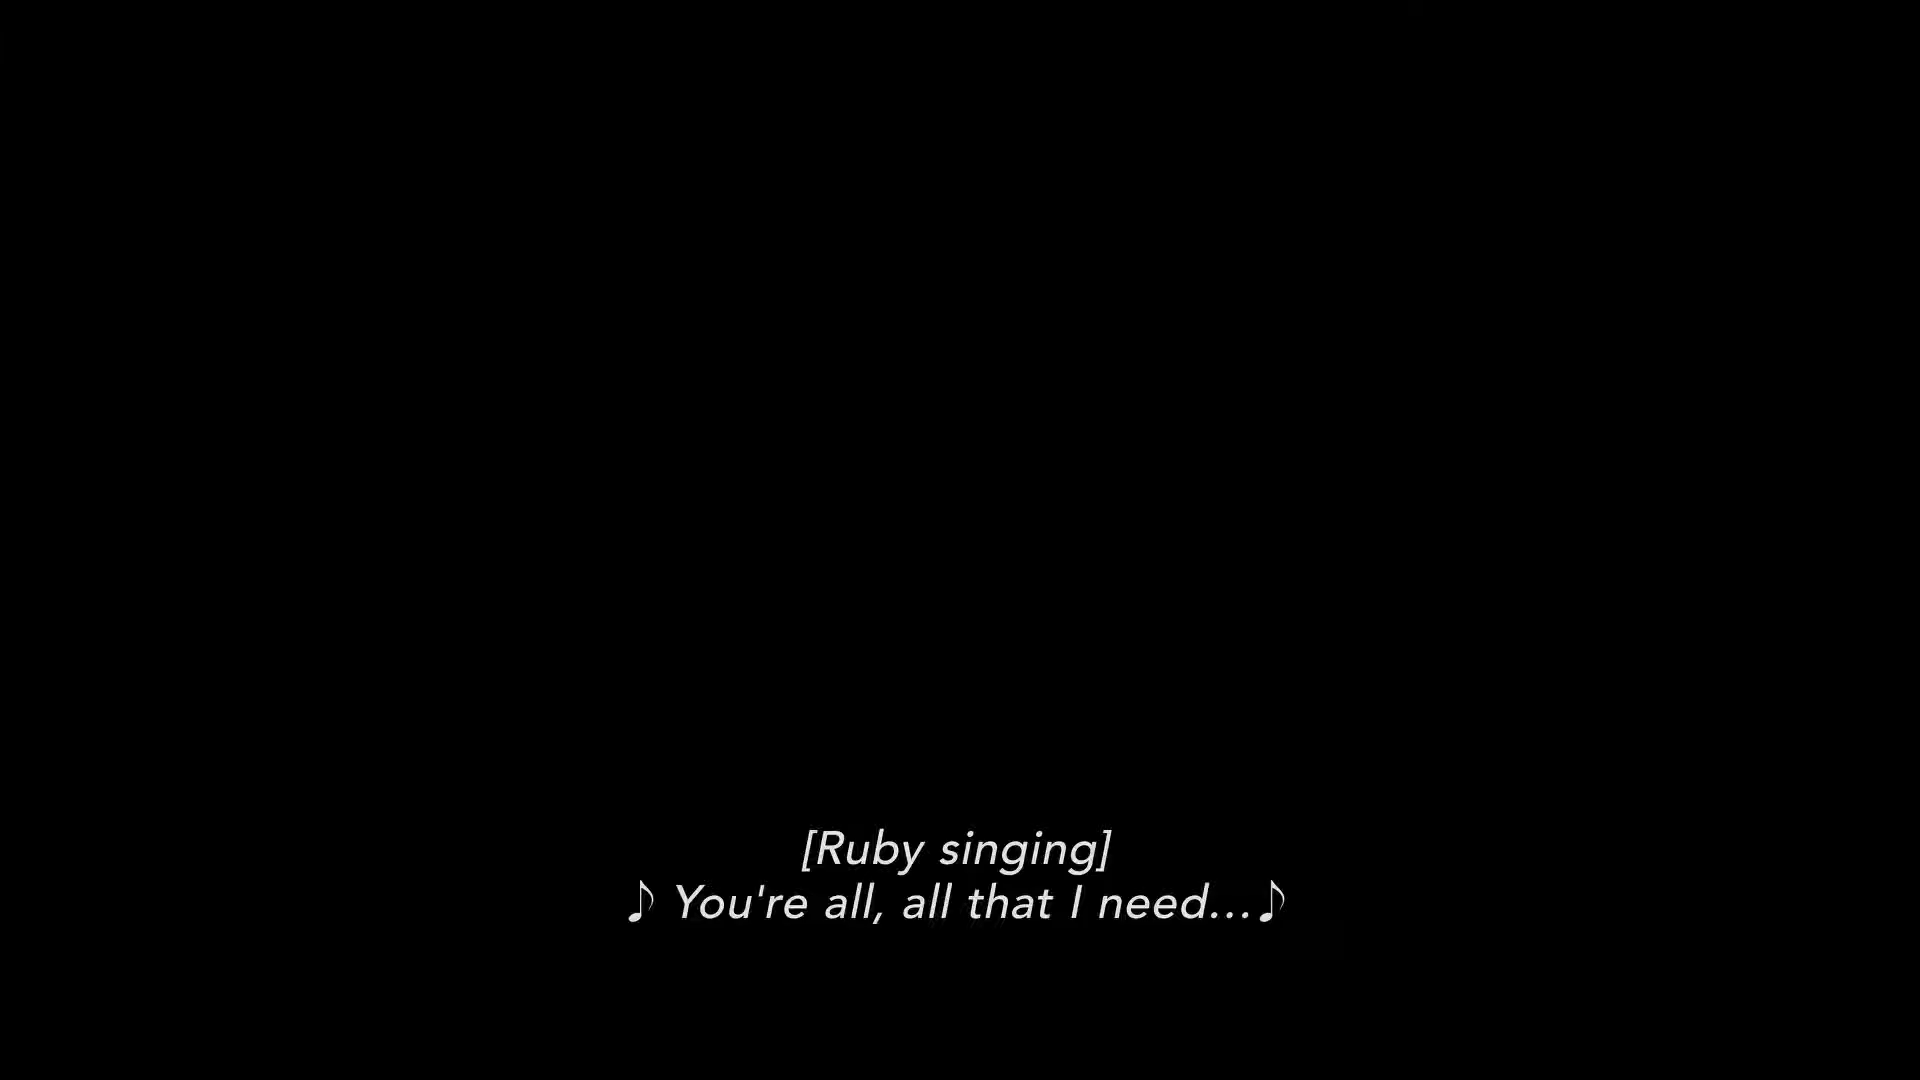 [Ruby singing]
♪ You're all, all that I need...♪